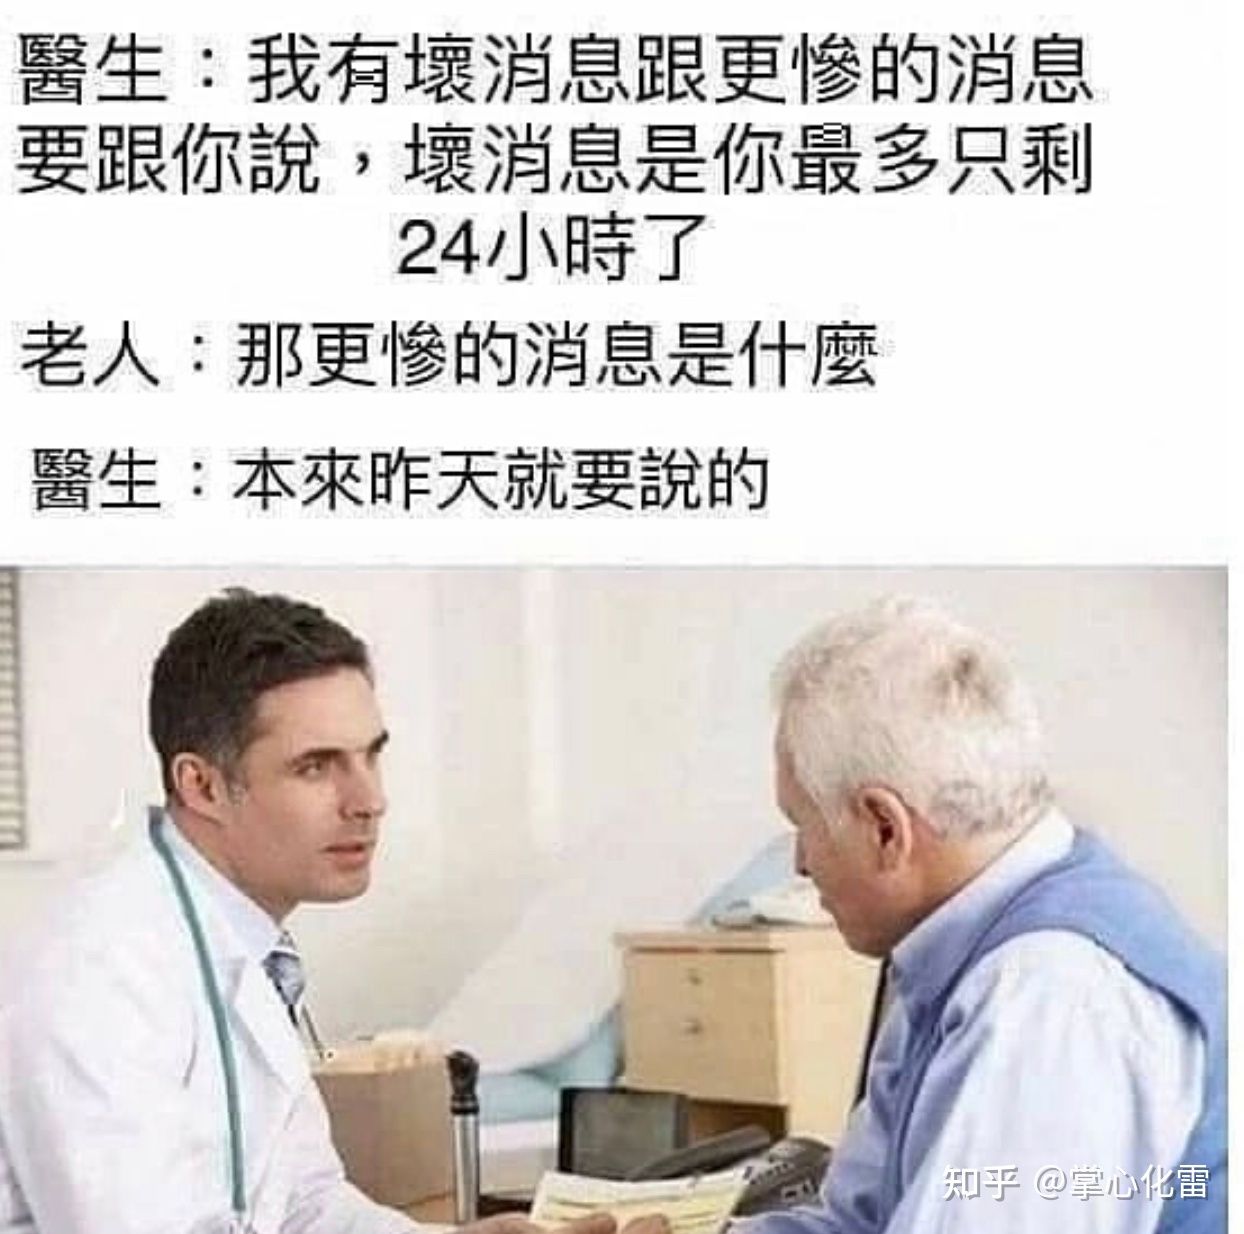 醫生：我有壞消息跟更慘的消息
要跟你說，壞消息是你最多只剩
24小時了
老人：那更慘的消息是什麼
醫生：本來昨天就要說的
知乎 @掌心化雷